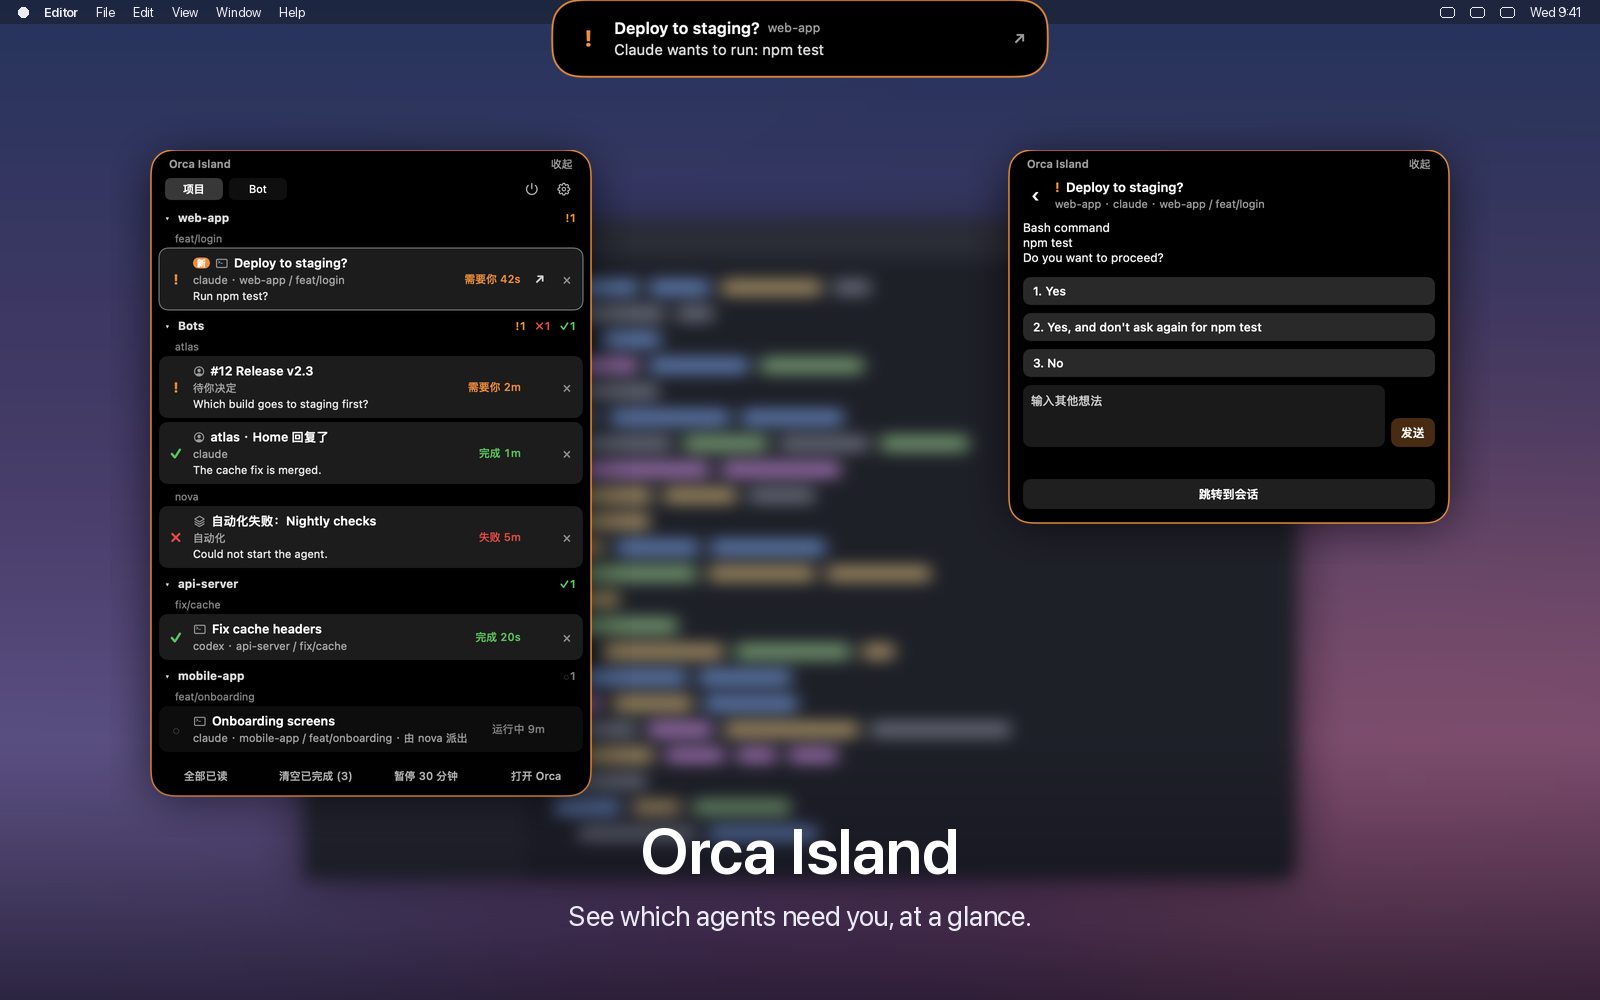 Editor File Edit View Window Help
Wed 9:41
! Deploy to staging? web-app
Claude wants to run: npm test
Orca Island 收起
项目 Bot
web-app !1
feat/login
! 新 Deploy to staging? 需要你 42s
claude · web-app / feat/login
Run npm test?
Bots !1 ✕1 ✓1
atlas
! #12 Release v2.3 需要你 2m
待你决定
Which build goes to staging first?
atlas · Home 回复了 完成 1m
claude
The cache fix is merged.
nova
自动化失败：Nightly checks 失败 5m
自动化
Could not start the agent.
api-server ✓1
fix/cache
Fix cache headers 完成 20s
codex · api-server / fix/cache
mobile-app ○1
feat/onboarding
Onboarding screens 运行中 9m
claude · mobile-app / feat/onboarding · 由 nova 派出
全部已读 清空已完成 (3) 暂停 30 分钟 打开 Orca
Orca Island 收起
! Deploy to staging?
web-app · claude · web-app / feat/login
Bash command
npm test
Do you want to proceed?
1. Yes
2. Yes, and don't ask again for npm test
3. No
输入其他想法
发送
跳转到会话
Orca Island
See which agents need you, at a glance.